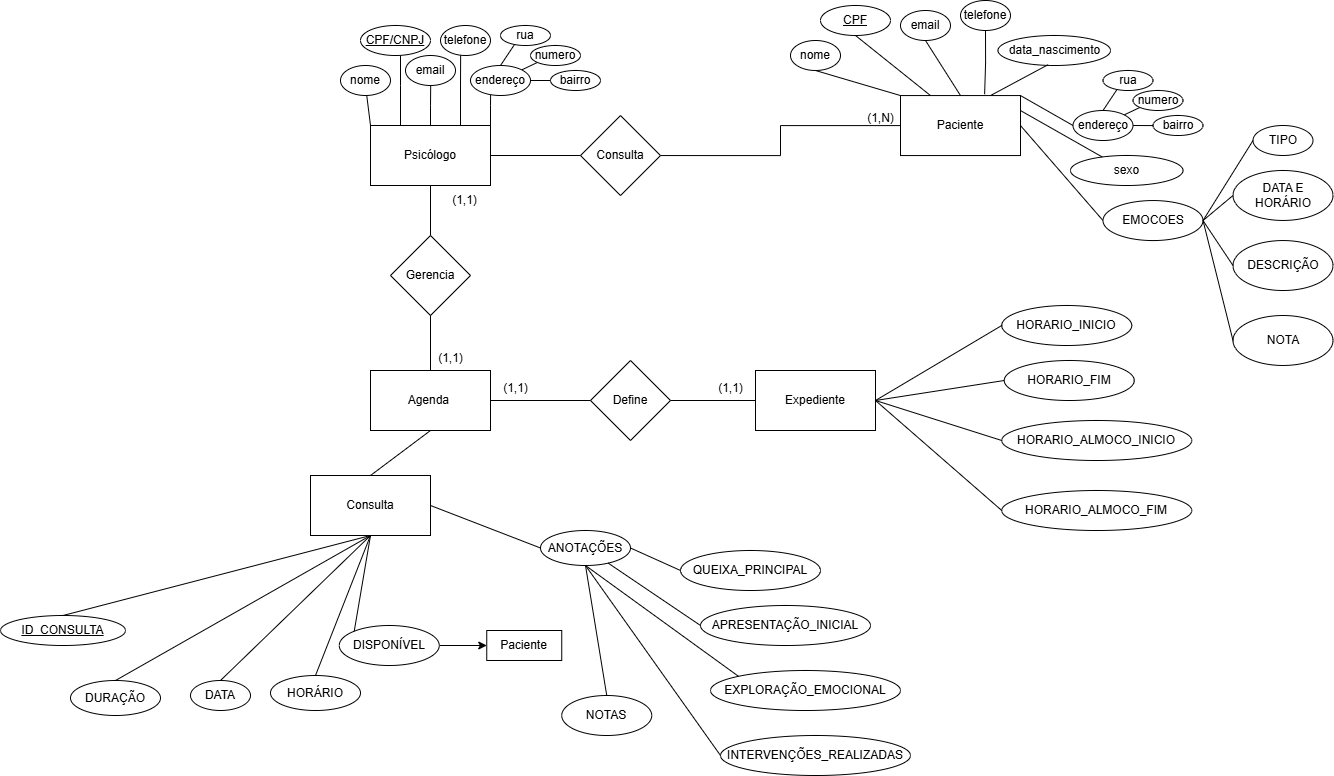 CPF/CNPJ
nome
email
telefone
rua
numero
endereço
bairro
Psicólogo
(1,1)
Consulta
(1,N)
CPF
nome
email
telefone
data_nascimento
rua
numero
endereço
bairro
Paciente
sexo
EMOCOES
TIPO
DATA E
HORÁRIO
DESCRIÇÃO
NOTA
Gerencia
(1,1)
Agenda
(1,1)
Define
(1,1)
Expediente
HORARIO_INICIO
HORARIO_FIM
HORARIO_ALMOCO_INICIO
HORARIO_ALMOCO_FIM
Consulta
ID_CONSULTA
DURAÇÃO
DATA
HORÁRIO
DISPONÍVEL
Paciente
ANOTAÇÕES
QUEIXA_PRINCIPAL
APRESENTAÇÃO_INICIAL
EXPLORAÇÃO_EMOCIONAL
NOTAS
INTERVENÇÕES_REALIZADAS